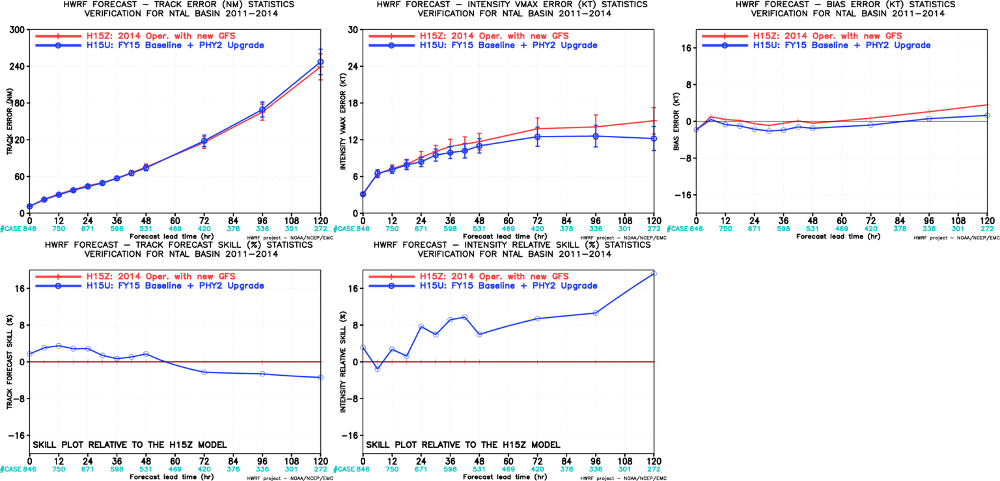 HWRF FORECAST – TRACK ERROR (NM) STATISTICS
VERIFICATION FOR NTAL BASIN 2011–2014
H15Z: 2014 Oper. with new GFS
H15U: FY15 Baseline + PHY2 Upgrade
TRACK ERROR (NM)
300
240
180
120
60
0
0 12 24 36 48 60 72 84 96 108 120
#CASE 846 750 671 598 531 469 420 378 336 301 272
Forecast lead time (hr)
HWRF project – NOAA/NCEP/EMC
HWRF FORECAST – INTENSITY VMAX ERROR (KT) STATISTICS
VERIFICATION FOR NTAL BASIN 2011–2014
H15Z: 2014 Oper. with new GFS
H15U: FY15 Baseline + PHY2 Upgrade
INTENSITY VMAX ERROR (KT)
30
24
18
12
6
0
0 12 24 36 48 60 72 84 96 108 120
#CASE 846 750 671 598 531 469 420 378 336 301 272
Forecast lead time (hr)
HWRF project – NOAA/NCEP/EMC
HWRF FORECAST – BIAS ERROR (KT) STATISTICS
VERIFICATION FOR NTAL BASIN 2011–2014
H15Z: 2014 Oper. with new GFS
H15U: FY15 Baseline + PHY2 Upgrade
BIAS ERROR (KT)
16
8
0
–8
–16
0 12 24 36 48 60 72 84 96 108 120
#CASE 846 750 671 598 531 469 420 378 336 301 272
Forecast lead time (hr)
HWRF project – NOAA/NCEP/EMC
HWRF FORECAST – TRACK FORECAST SKILL (%) STATISTICS
VERIFICATION FOR NTAL BASIN 2011–2014
H15Z: 2014 Oper. with new GFS
H15U: FY15 Baseline + PHY2 Upgrade
TRACK FORECAST SKILL (%)
16
8
0
–8
–16
SKILL PLOT RELATIVE TO THE H15Z MODEL
0 12 24 36 48 60 72 84 96 108 120
#CASE 846 750 671 598 531 469 420 378 336 301 272
Forecast lead time (hr)
HWRF project – NOAA/NCEP/EMC
HWRF FORECAST – INTENSITY RELATIVE SKILL (%) STATISTICS
VERIFICATION FOR NTAL BASIN 2011–2014
H15Z: 2014 Oper. with new GFS
H15U: FY15 Baseline + PHY2 Upgrade
INTENSITY RELATIVE SKILL (%)
16
8
0
–8
–16
SKILL PLOT RELATIVE TO THE H15Z MODEL
0 12 24 36 48 60 72 84 96 108 120
#CASE 846 750 671 598 531 469 420 378 336 301 272
Forecast lead time (hr)
HWRF project – NOAA/NCEP/EMC